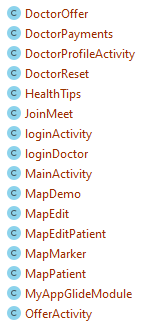 C DoctorOffer
C DoctorPayments
C DoctorProfileActivity
C DoctorReset
C HealthTips
C JoinMeet
C loginActivity
C loginDoctor
C MainActivity
C MapDemo
C MapEdit
C MapEditPatient
C MapMarker
C MapPatient
C MyAppGlideModule
C OfferActivity